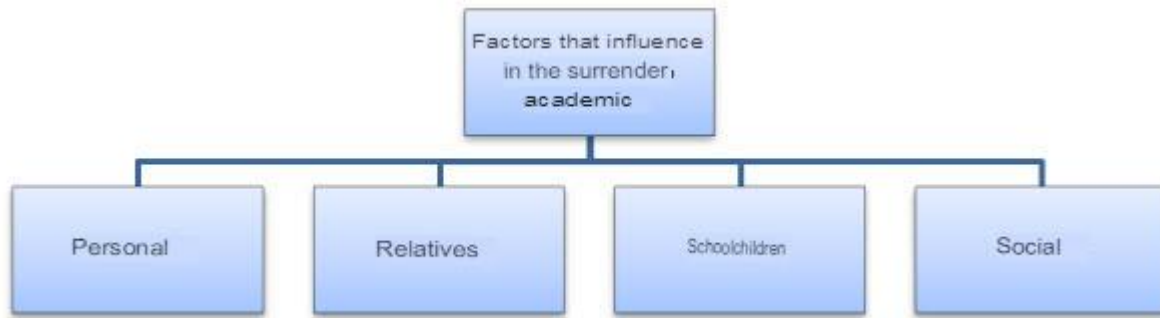 Factors that influence
in the surrender,
academic
Personal
Relatives
Schoolchildren
Social